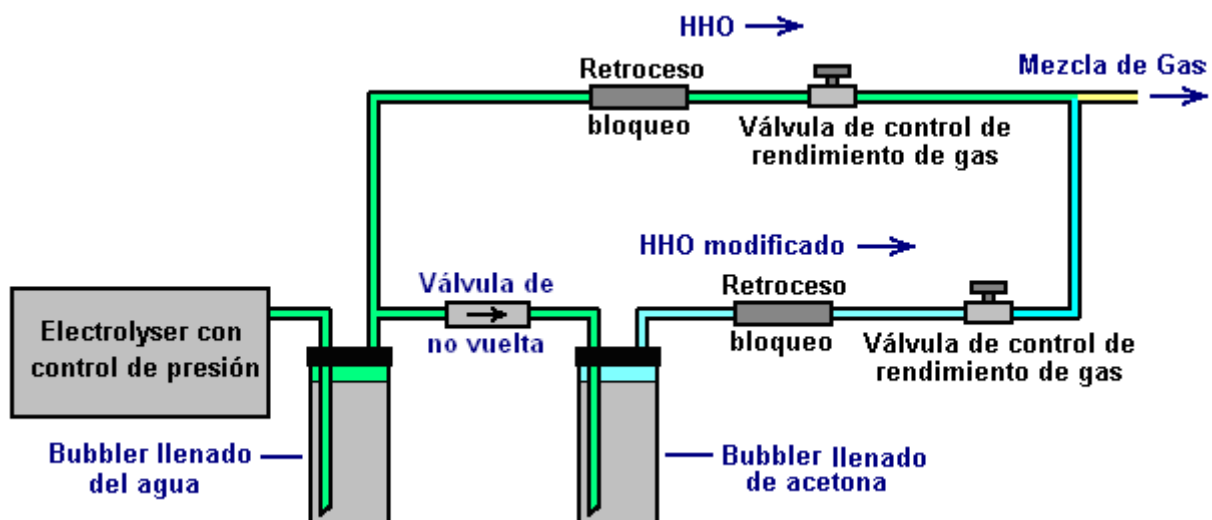 HHO
Retroceso
bloqueo
Válvula de control de
rendimiento de gas
Mezcla de Gas
HHO modificado
Retroceso
bloqueo
Válvula de control de
rendimiento de gas
Válvula de
no vuelta
Electrolyser con
control de presión
Bubbler llenado
del agua
Bubbler llenado
de acetona